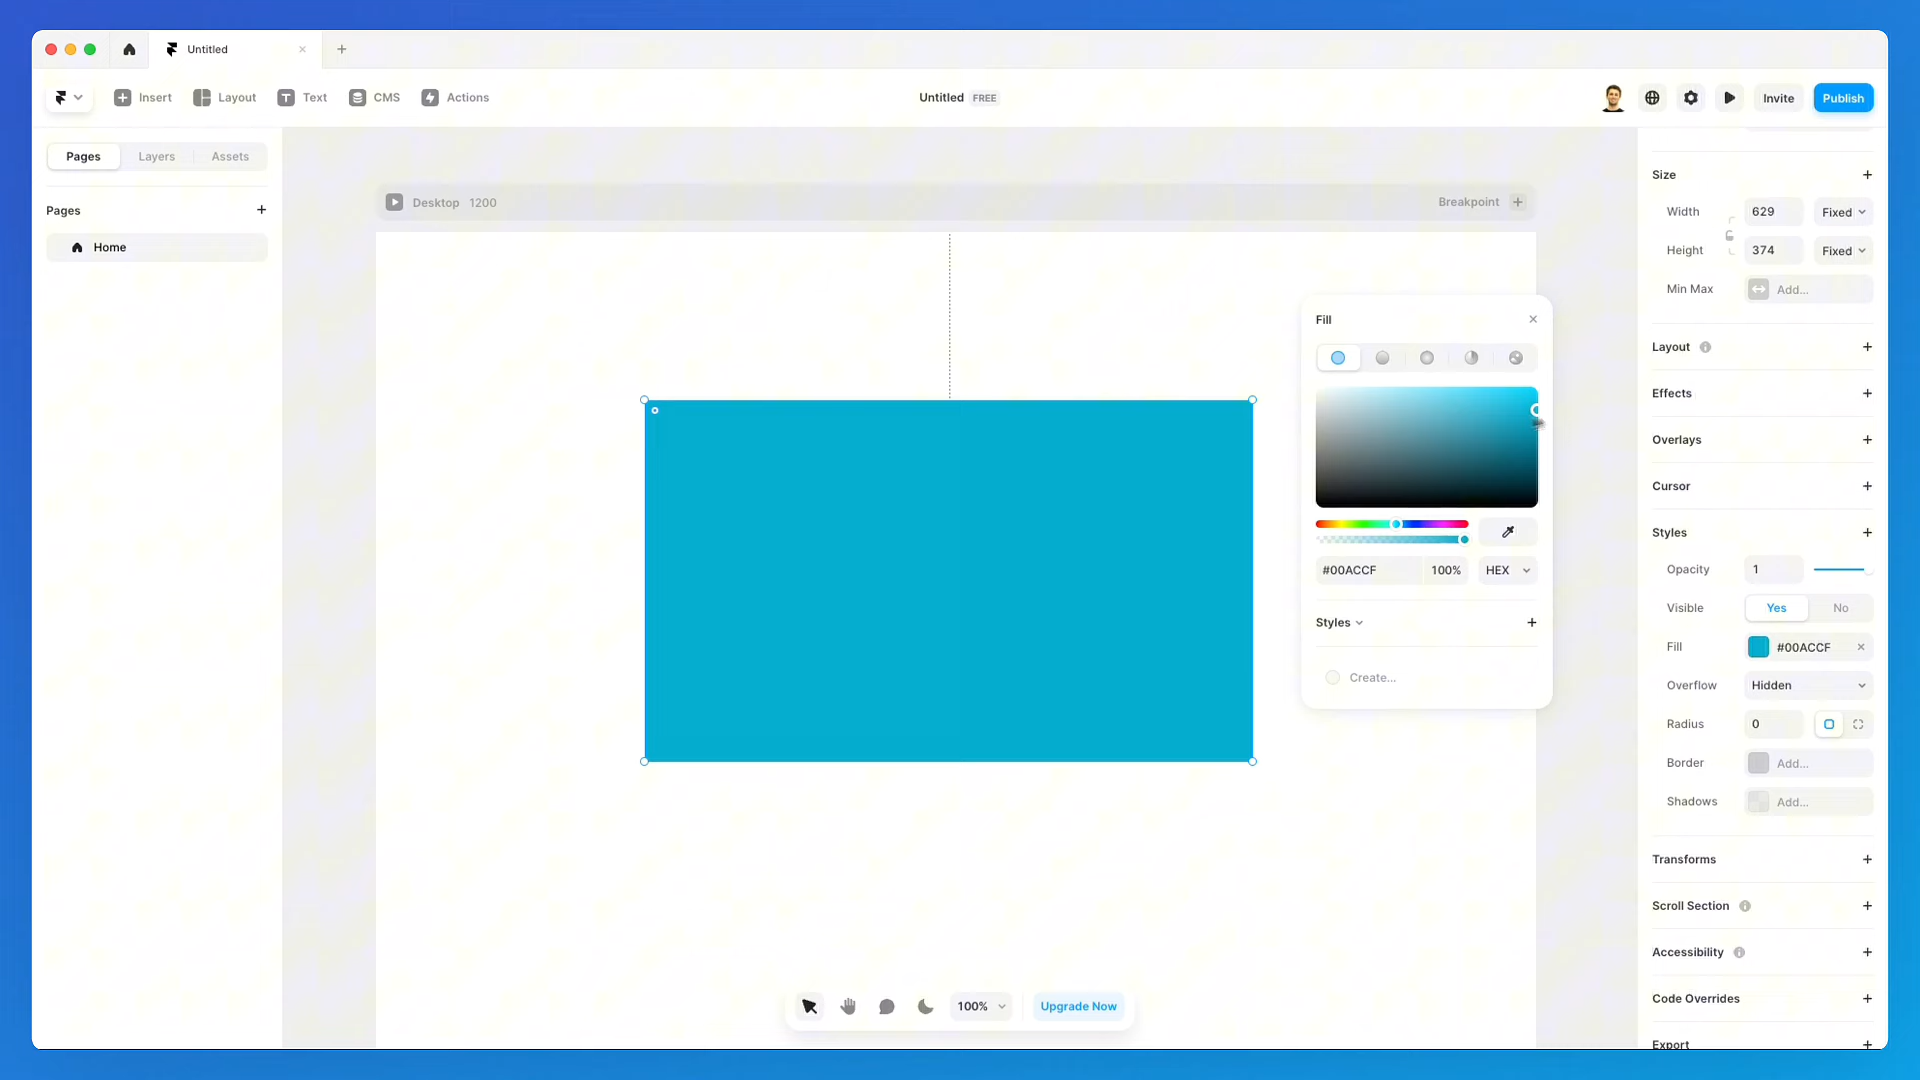 Untitled
Insert
Layout
Text
CMS
Actions
Untitled FREE
Invite
Publish
Pages
Layers
Assets
Pages
Home
Desktop 1200
Breakpoint
Fill
#00ACCF
100%
HEX
Styles
Create...
Size
Width 629 Fixed
Height 374 Fixed
Min Max Add...
Layout
Effects
Overlays
Cursor
Styles
Opacity 1
Visible Yes No
Fill #00ACCF
Overflow Hidden
Radius 0
Border Add...
Shadows Add...
Transforms
Scroll Section
Accessibility
Code Overrides
Export
100%
Upgrade Now